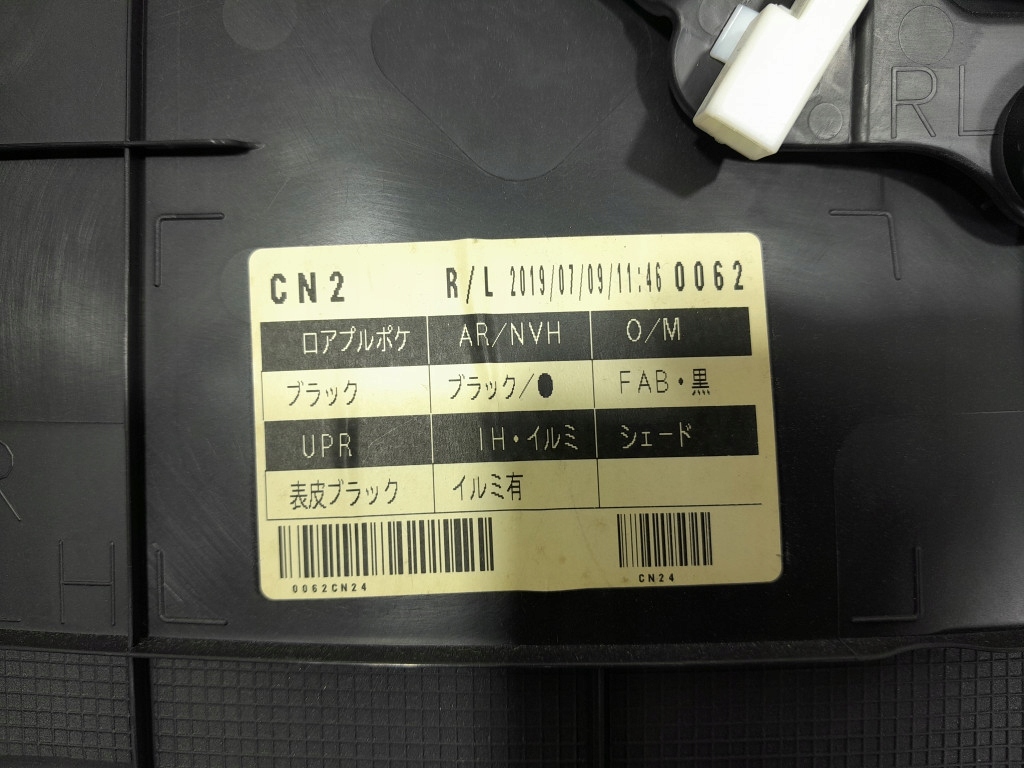 RL
CN2 R/L 2019/07/09/11:46 0062
ロアプルポケ AR/NVH O/M
ブラック ブラック/● FAB・黒
UPR IH・イルミ シェード
表皮ブラック イルミ有
0062CN24 CN24
H